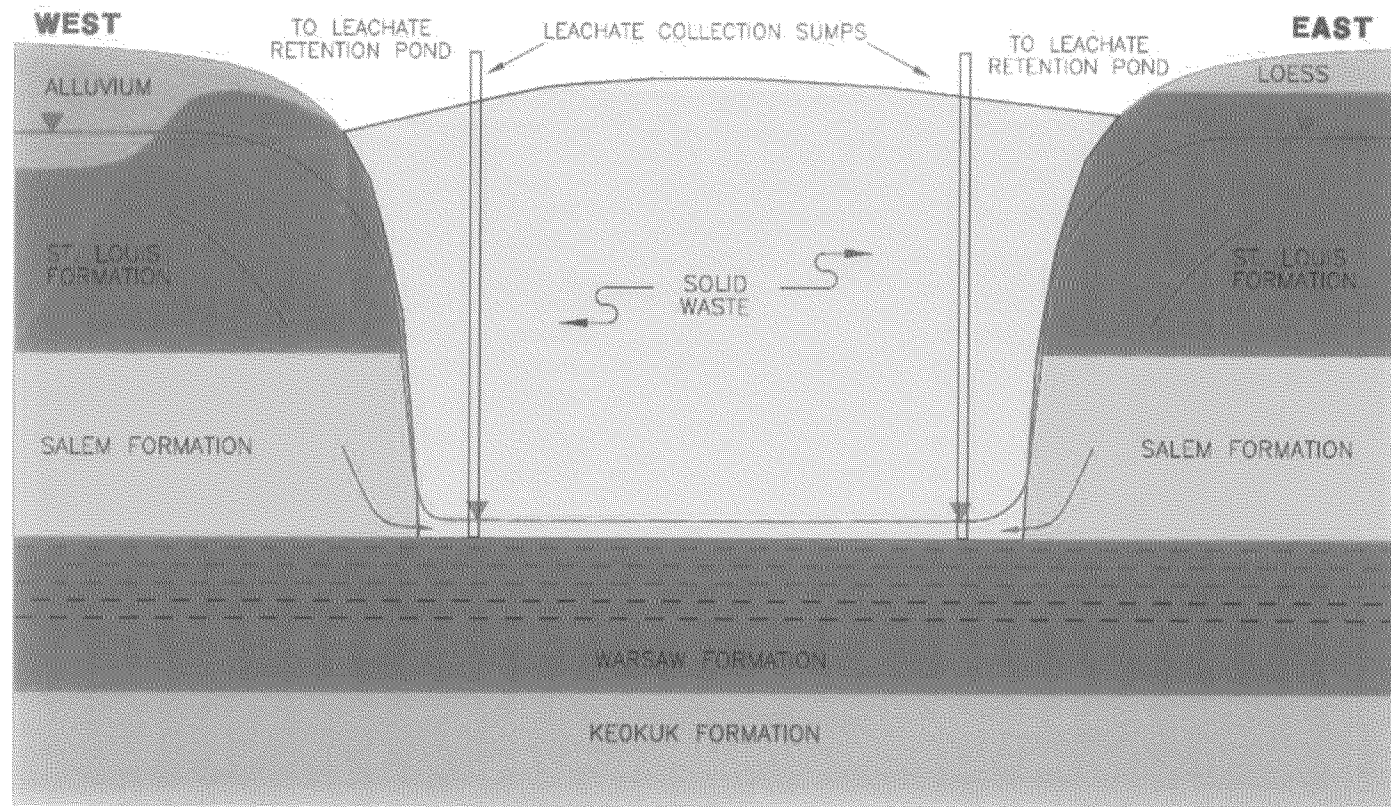 WEST
EAST
TO LEACHATE
RETENTION POND
LEACHATE COLLECTION SUMPS
TO LEACHATE
RETENTION POND
ALLUVIUM
LOESS
ST. LOUIS
FORMATION
SOLID
WASTE
ST. LOUIS
FORMATION
SALEM FORMATION
SALEM FORMATION
WARSAW FORMATION
KEOKUK FORMATION